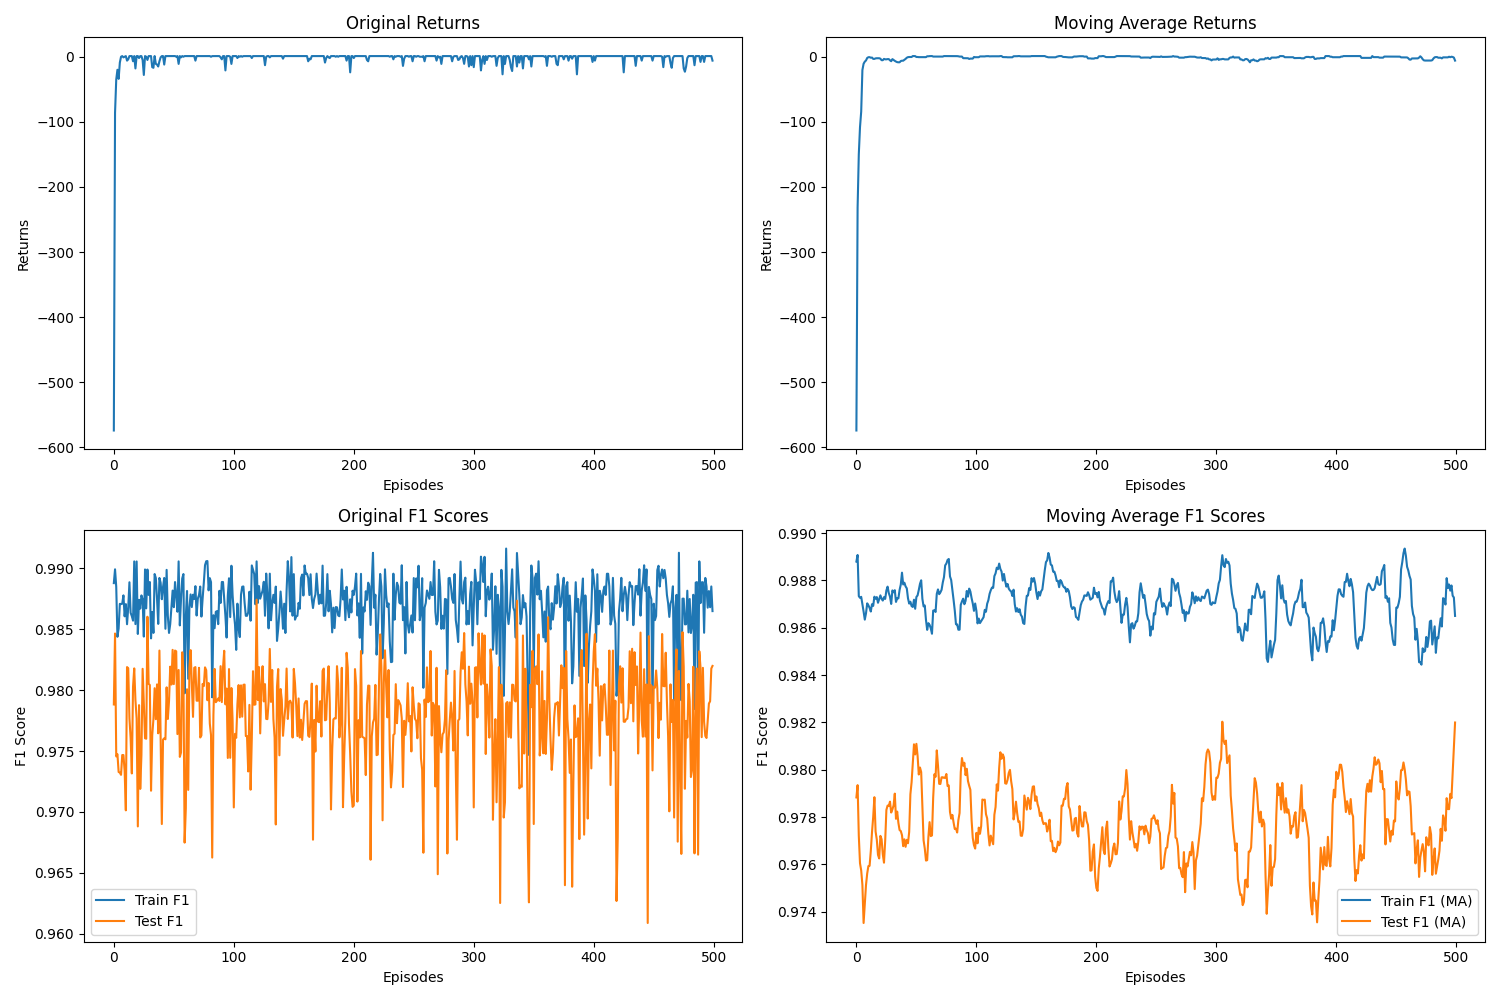 Original Returns
Returns
0
−100
−200
−300
−400
−500
−600
0 100 200 300 400 500
Episodes
Moving Average Returns
Returns
0
−100
−200
−300
−400
−500
−600
0 100 200 300 400 500
Episodes
Original F1 Scores
F1 Score
0.990
0.985
0.980
0.975
0.970
0.965
0.960
Train F1
Test F1
0 100 200 300 400 500
Episodes
Moving Average F1 Scores
F1 Score
0.990
0.988
0.986
0.984
0.982
0.980
0.978
0.976
0.974
Train F1 (MA)
Test F1 (MA)
0 100 200 300 400 500
Episodes